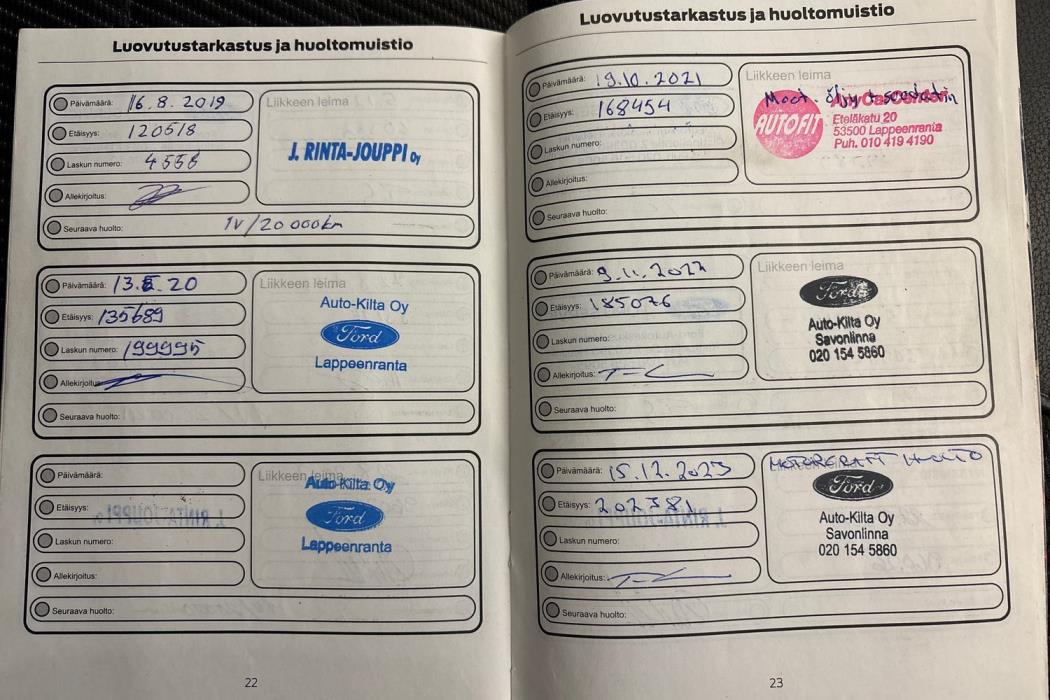 Luovutustarkastus ja huoltomuistio
Päivämäärä: 16.8.2019
Etäisyys: 120518
Laskun numero:
Allekirjoitus:
Seuraava huolto: 1V/20 000km
Liikkeen leima
J. RINTA-JOUPPI Oy
Päivämäärä: 20
Etäisyys: 135689
Laskun numero: 199995
Allekirjoitus:
Seuraava huolto:
Liikkeen leima
Auto-Kilta Oy
Ford
Lappeenranta
Päivämäärä:
Etäisyys:
Laskun numero:
Allekirjoitus:
Seuraava huolto:
Liikkeen leima
Auto-Kilta Oy
Ford
Lappeenranta
22
Luovutustarkastus ja huoltomuistio
Päivämäärä: 19.10.2021
Etäisyys: 168454
Laskun numero:
Allekirjoitus:
Seuraava huolto:
Liikkeen leima
Moot. öljy + suodatin
AUTOFIT
Eteläkatu 20
53500 Lappeenranta
Puh. 010 419 4190
Päivämäärä: 9.11.2022
Etäisyys: 185076
Laskun numero:
Allekirjoitus:
Seuraava huolto:
Liikkeen leima
Ford
Auto-Kilta Oy
Savonlinna
020 154 5860
Päivämäärä: 15.12.2023
Etäisyys: 202381
Laskun numero:
Allekirjoitus:
Seuraava huolto:
MOTORCRAFT HUOLTO
Ford
Auto-Kilta Oy
Savonlinna
020 154 5860
23